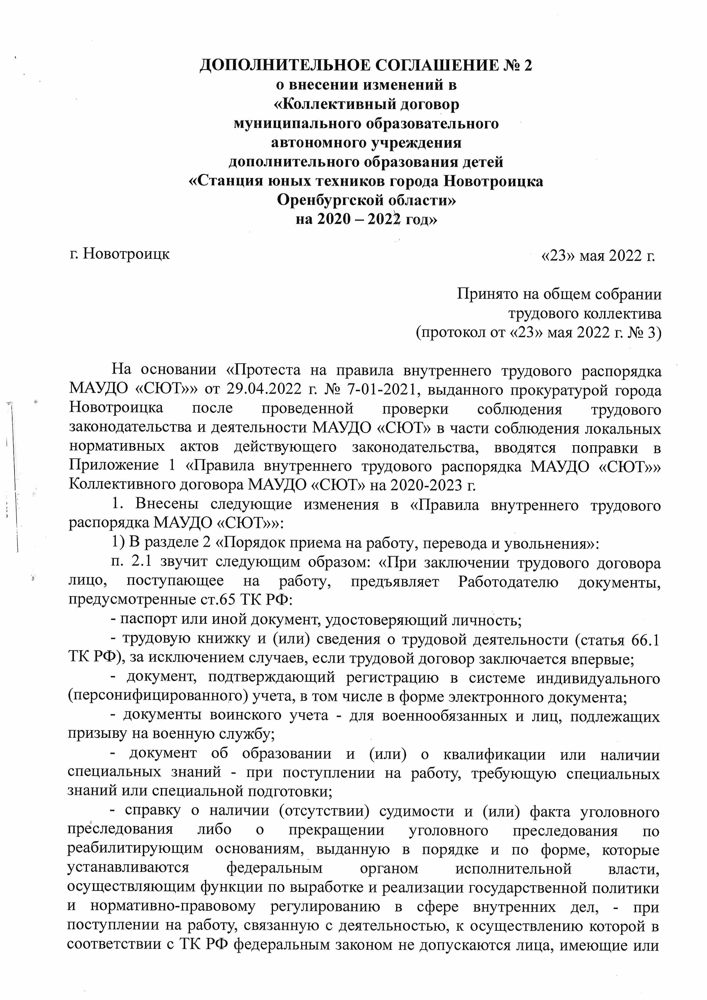 ДОПОЛНИТЕЛЬНОЕ СОГЛАШЕНИЕ № 2
о внесении изменений в
«Коллективный договор
муниципального образовательного
автономного учреждения
дополнительного образования детей
«Станция юных техников города Новотроицка
Оренбургской области»
на 2020 – 2022 год»
г. Новотроицк «23» мая 2022 г.
Принято на общем собрании
трудового коллектива
(протокол от «23» мая 2022 г. № 3)
На основании «Протеста на правила внутреннего трудового распорядка
МАУДО «СЮТ»» от 29.04.2022 г. № 7-01-2021, выданного прокуратурой города
Новотроицка после проведенной проверки соблюдения трудового
законодательства и деятельности МАУДО «СЮТ» в части соблюдения локальных
нормативных актов действующего законодательства, вводятся поправки в
Приложение 1 «Правила внутреннего трудового распорядка МАУДО «СЮТ»»
Коллективного договора МАУДО «СЮТ» на 2020-2023 г.
1. Внесены следующие изменения в «Правила внутреннего трудового
распорядка МАУДО «СЮТ»»:
1) В разделе 2 «Порядок приема на работу, перевода и увольнения»:
п. 2.1 звучит следующим образом: «При заключении трудового договора
лицо, поступающее на работу, предъявляет Работодателю документы,
предусмотренные ст.65 ТК РФ:
- паспорт или иной документ, удостоверяющий личность;
- трудовую книжку и (или) сведения о трудовой деятельности (статья 66.1
ТК РФ), за исключением случаев, если трудовой договор заключается впервые;
- документ, подтверждающий регистрацию в системе индивидуального
(персонифицированного) учета, в том числе в форме электронного документа;
- документы воинского учета - для военнообязанных и лиц, подлежащих
призыву на военную службу;
- документ об образовании и (или) о квалификации или наличии
специальных знаний - при поступлении на работу, требующую специальных
знаний или специальной подготовки;
- справку о наличии (отсутствии) судимости и (или) факта уголовного
преследования либо о прекращении уголовного преследования по
реабилитирующим основаниям, выданную в порядке и по форме, которые
устанавливаются федеральным органом исполнительной власти,
осуществляющим функции по выработке и реализации государственной политики
и нормативно-правовому регулированию в сфере внутренних дел, - при
поступлении на работу, связанную с деятельностью, к осуществлению которой в
соответствии с ТК РФ федеральным законом не допускаются лица, имеющие или